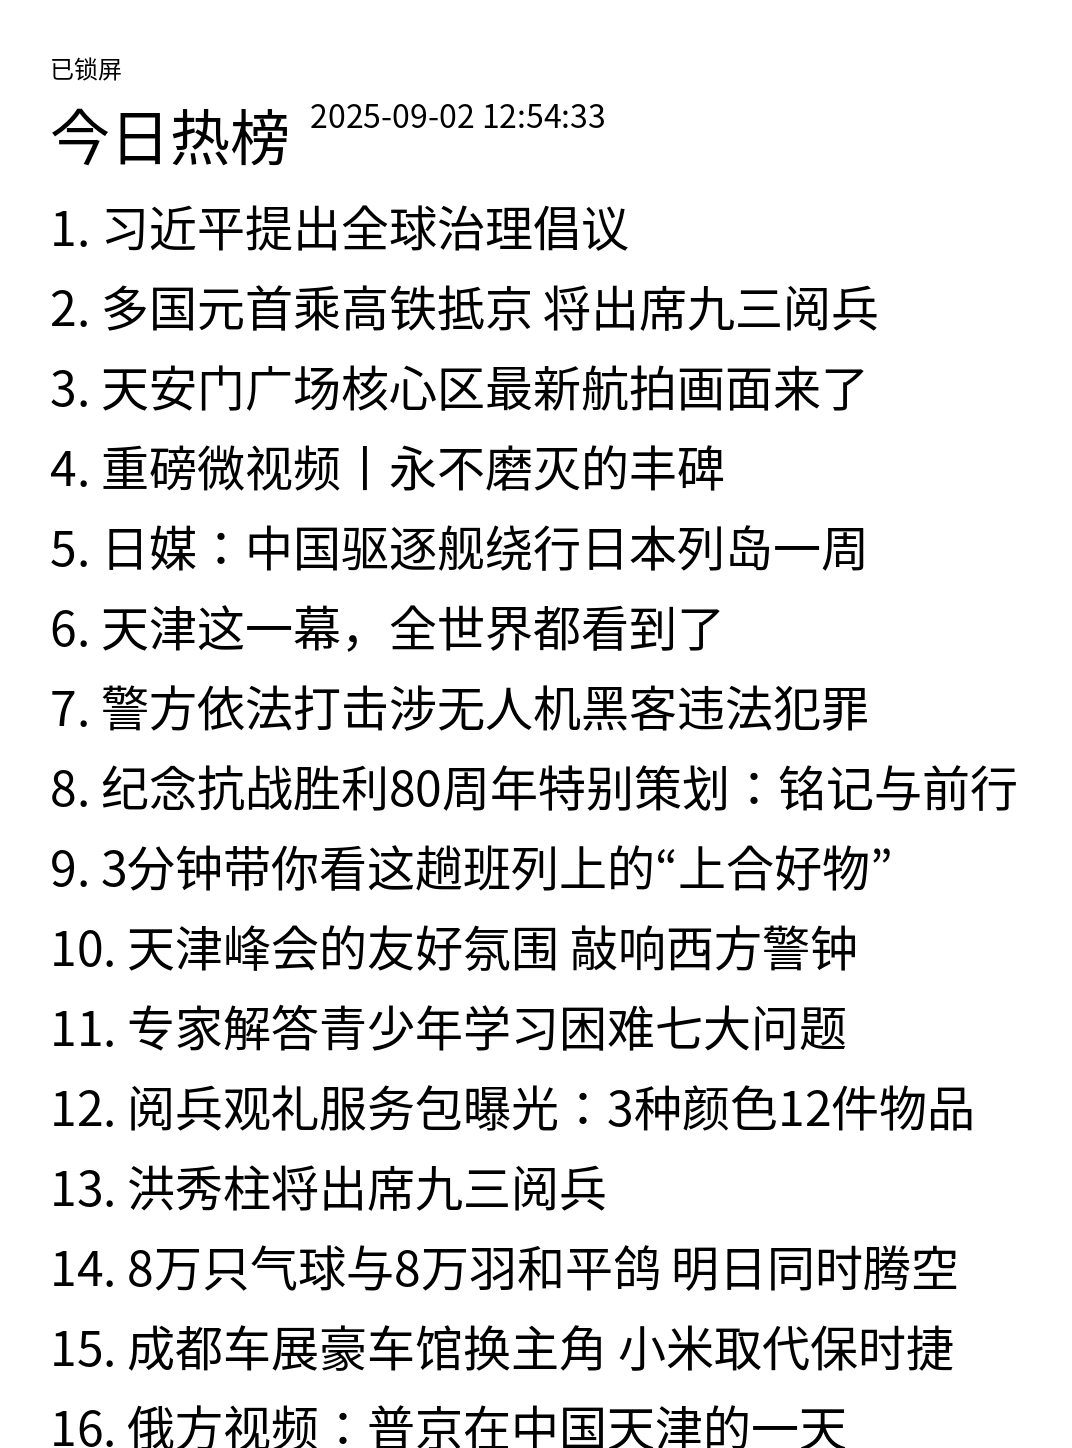 已锁屏
今日热榜 2025-09-02 12:54:33
1. 习近平提出全球治理倡议
2. 多国元首乘高铁抵京 将出席九三阅兵
3. 天安门广场核心区最新航拍画面来了
4. 重磅微视频丨永不磨灭的丰碑
5. 日媒：中国驱逐舰绕行日本列岛一周
6. 天津这一幕，全世界都看到了
7. 警方依法打击涉无人机黑客违法犯罪
8. 纪念抗战胜利80周年特别策划：铭记与前行
9. 3分钟带你看这趟班列上的“上合好物”
10. 天津峰会的友好氛围 敲响西方警钟
11. 专家解答青少年学习困难七大问题
12. 阅兵观礼服务包曝光：3种颜色12件物品
13. 洪秀柱将出席九三阅兵
14. 8万只气球与8万羽和平鸽 明日同时腾空
15. 成都车展豪车馆换主角 小米取代保时捷
16. 俄方视频：普京在中国天津的一天